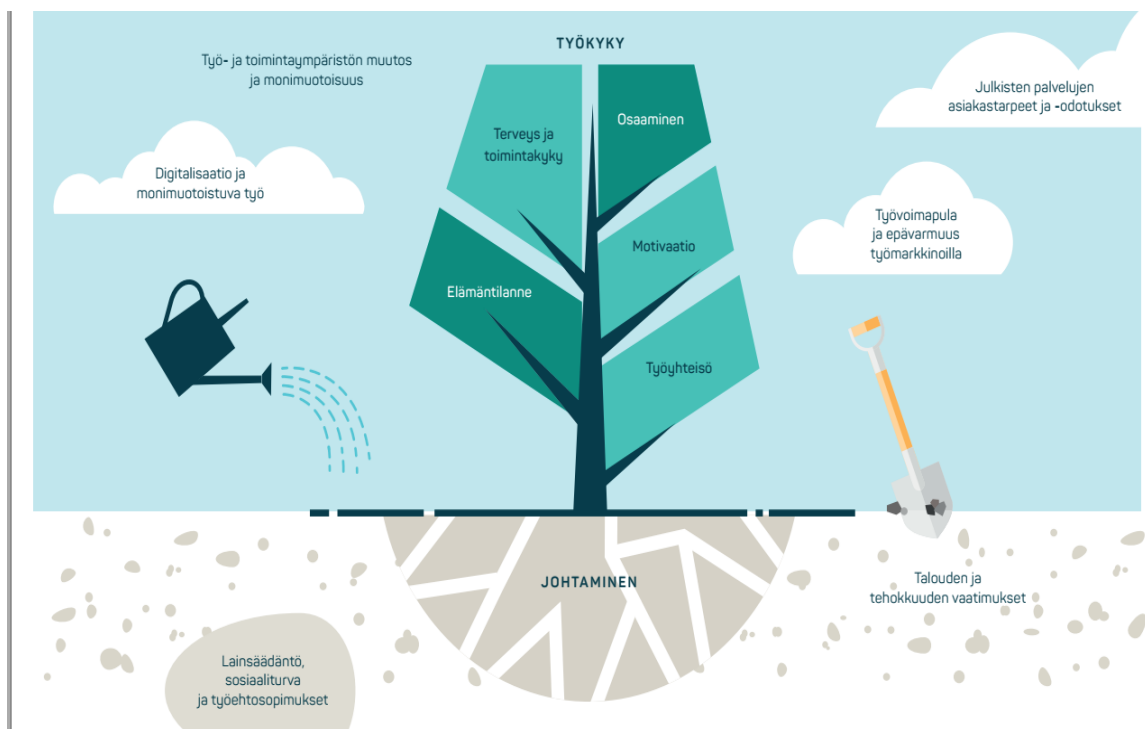 TYÖKYKY
Työ- ja toimintaympäristön muutos
ja monimuotoisuus
Julkisten palvelujen
asiakastarpeet ja -odotukset
Osaaminen
Terveys ja
toimintakyky
Digitalisaatio ja
monimuotoistuva työ
Työvoimapula
ja epävarmuus
työmarkkinoilla
Motivaatio
Elämäntilanne
Työyhteisö
JOHTAMINEN
Talouden ja
tehokkuuden vaatimukset
Lainsäädäntö,
sosiaaliturva
ja työehtosopimukset